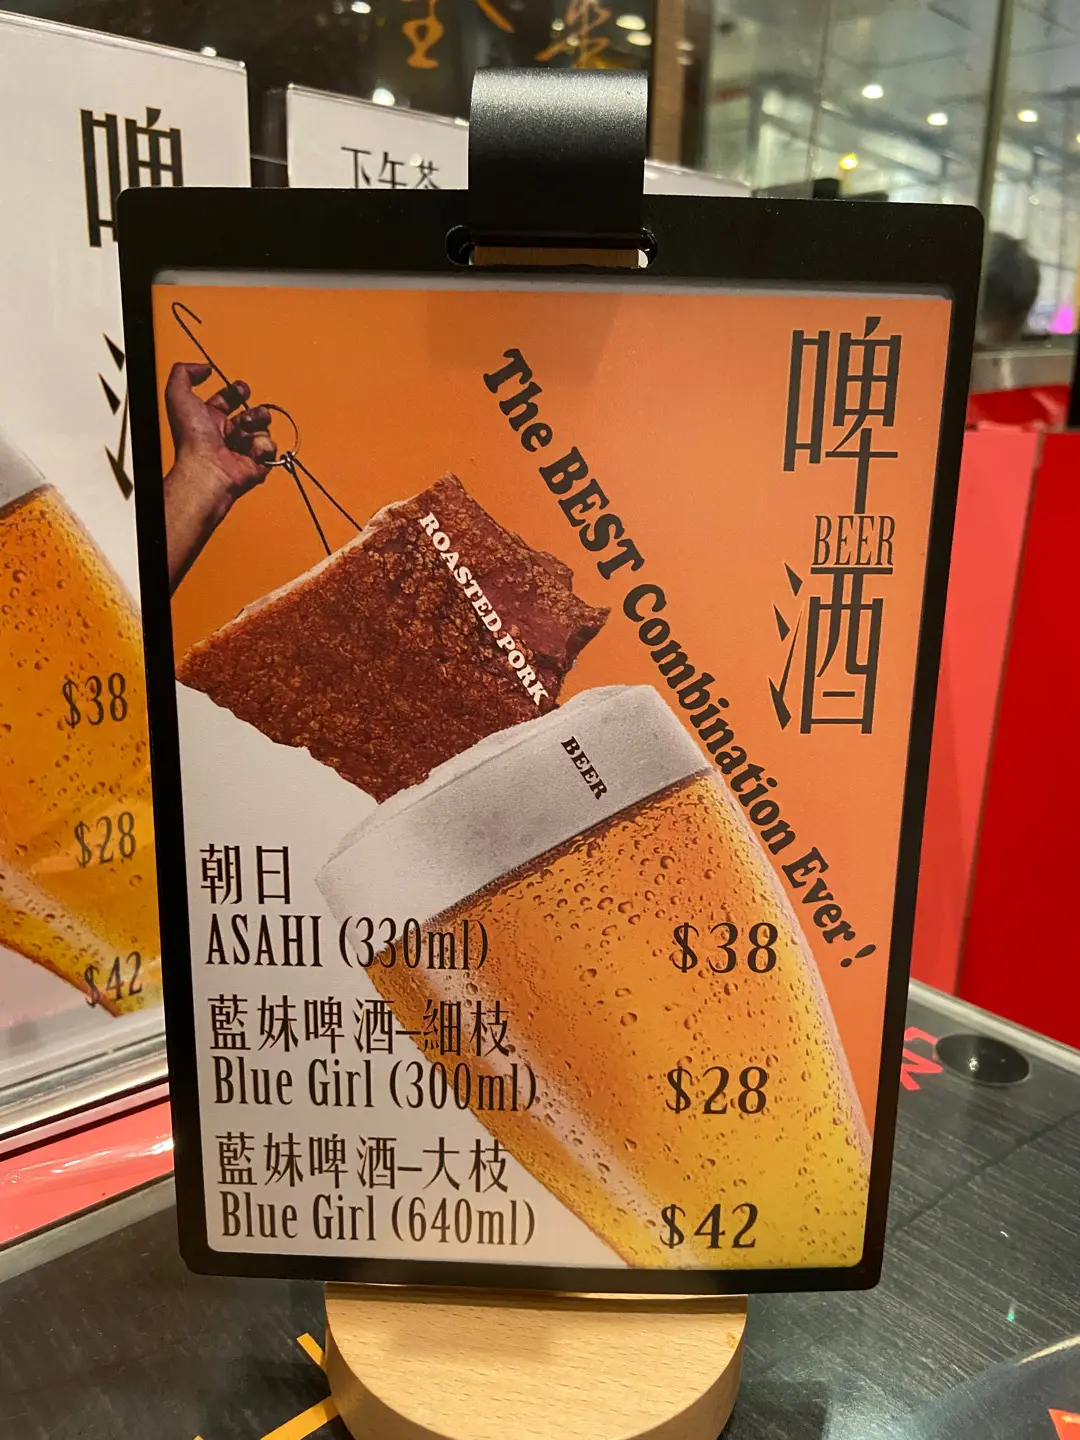 啤
下午茶
$38
$28
$42
啤
BEER
酒
The BEST Combination Ever!
ROASTED PORK
BEER
朝日
ASAHI (330ml) $38
藍妹啤酒–細枝
Blue Girl (300ml) $28
藍妹啤酒–大枝
Blue Girl (640ml) $42